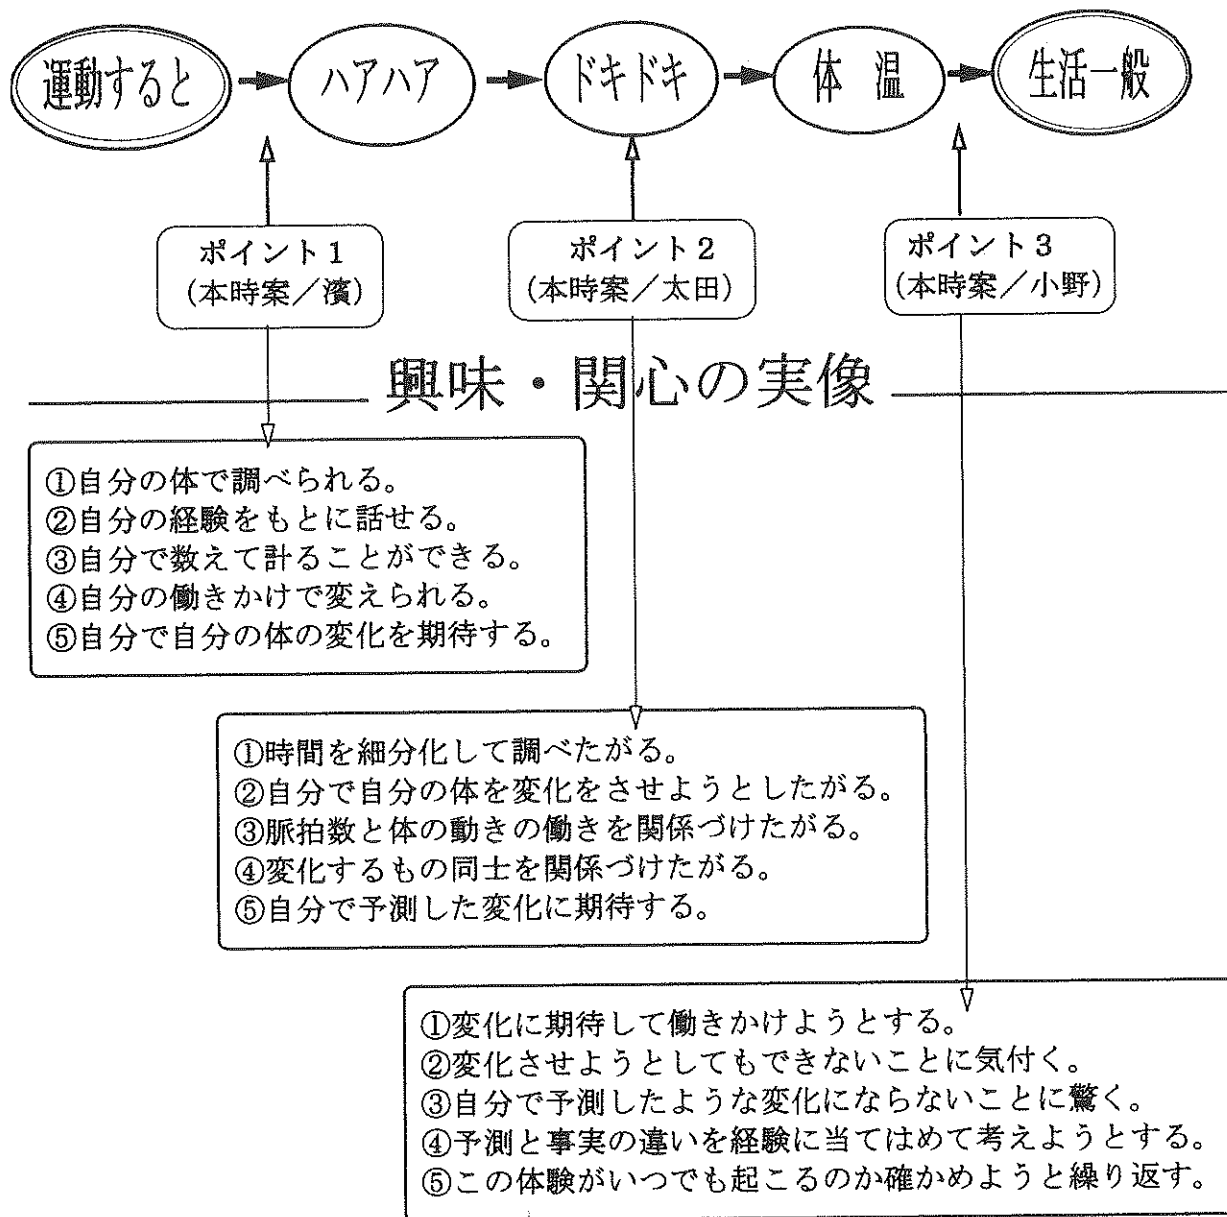 運動すると
ハアハア
ドキドキ
体 温
生活一般
ポイント1
(本時案／濱)
ポイント2
(本時案／太田)
ポイント3
(本時案／小野)
興味・関心の実像
①自分の体で調べられる。
②自分の経験をもとに話せる。
③自分で数えて計ることができる。
④自分の働きかけで変えられる。
⑤自分で自分の体の変化を期待する。
①時間を細分化して調べたがる。
②自分で自分の体を変化をさせようとしたがる。
③脈拍数と体の動きの働きを関係づけたがる。
④変化するもの同士を関係づけたがる。
⑤自分で予測した変化に期待する。
①変化に期待して働きかけようとする。
②変化させようとしてもできないことに気付く。
③自分で予測したような変化にならないことに驚く。
④予測と事実の違いを経験に当てはめて考えようとする。
⑤この体験がいつでも起こるのか確かめようと繰り返す。